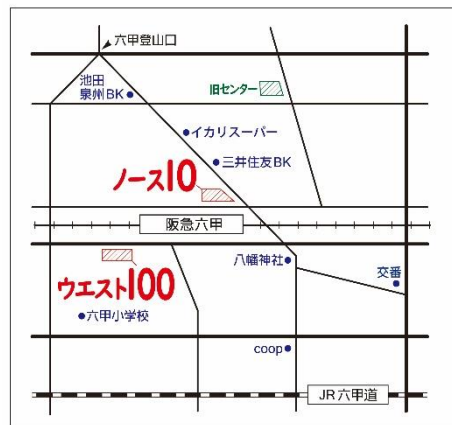 六甲登山口
池田
泉州BK
旧センター
イカリスーパー
三井住友BK
ノース10
阪急六甲
八幡神社
交番
ウエスト100
六甲小学校
coop
JR六甲道